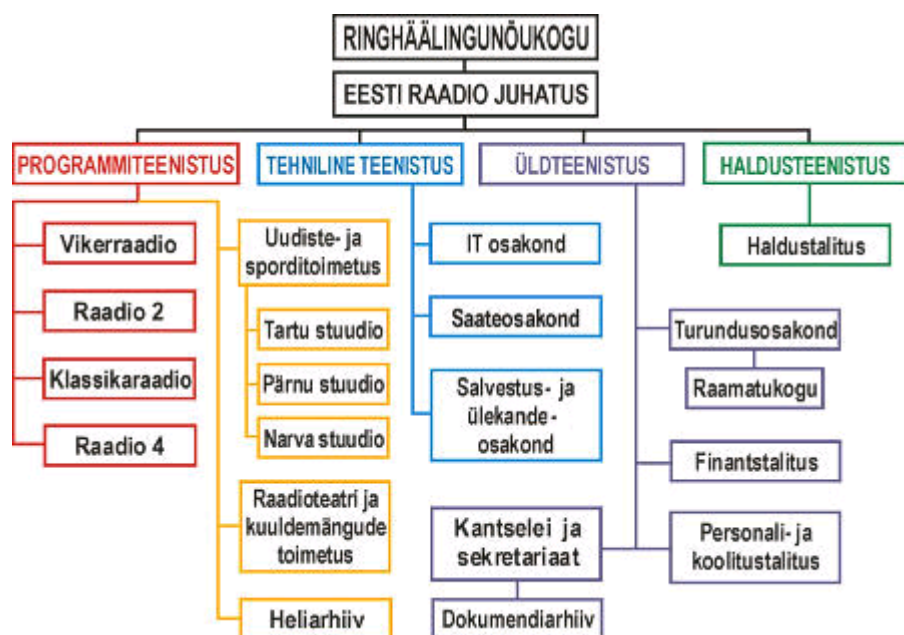 RINGHÄÄLINGUNÕUKOGU
EESTI RAADIO JUHATUS
PROGRAMMITEENISTUS
TEHNILINE TEENISTUS
ÜLDTEENISTUS
HALDUSTEENISTUS
Vikerraadio
Raadio 2
Klassikaraadio
Raadio 4
Uudiste- ja
sporditoimetus
Tartu stuudio
Pärnu stuudio
Narva stuudio
Raadioteatri ja
kuuldemängude
toimetus
Heliarhiiv
IT osakond
Saateosakond
Salvestus- ja
ülekande-
osakond
Kantselei ja
sekretariaat
Dokumendiarhiiv
Turundusosakond
Raamatukogu
Finantstalitus
Personali- ja
koolitustalitus
Haldustalitus